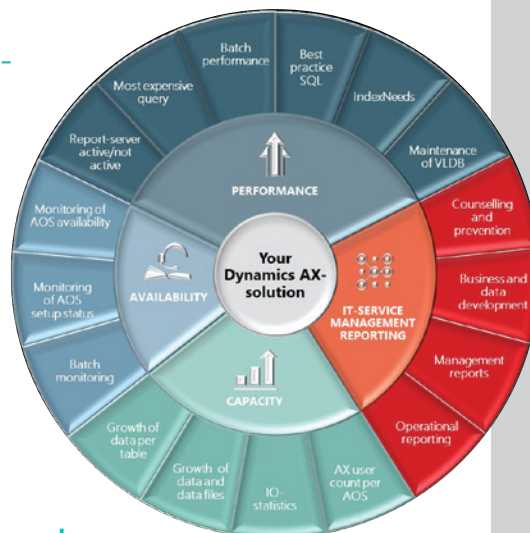 Batch
performance
Best
practice
SQL
Most expensive
query
IndexNeeds
Report-server
active/not
active
Maintenance
of VLDB
PERFORMANCE
Monitoring of
AOS availability
Counselling
and
prevention
Your
Dynamics AX-
solution
Monitoring
of AOS
setup status
AVAILABILITY
IT-SERVICE
MANAGEMENT
REPORTING
Business and
data
development
Batch
monitoring
Management
reports
CAPACITY
Growth of
data per
table
Growth of
data and
data files
IO-
statistics
AX user
count per
AOS
Operational
reporting